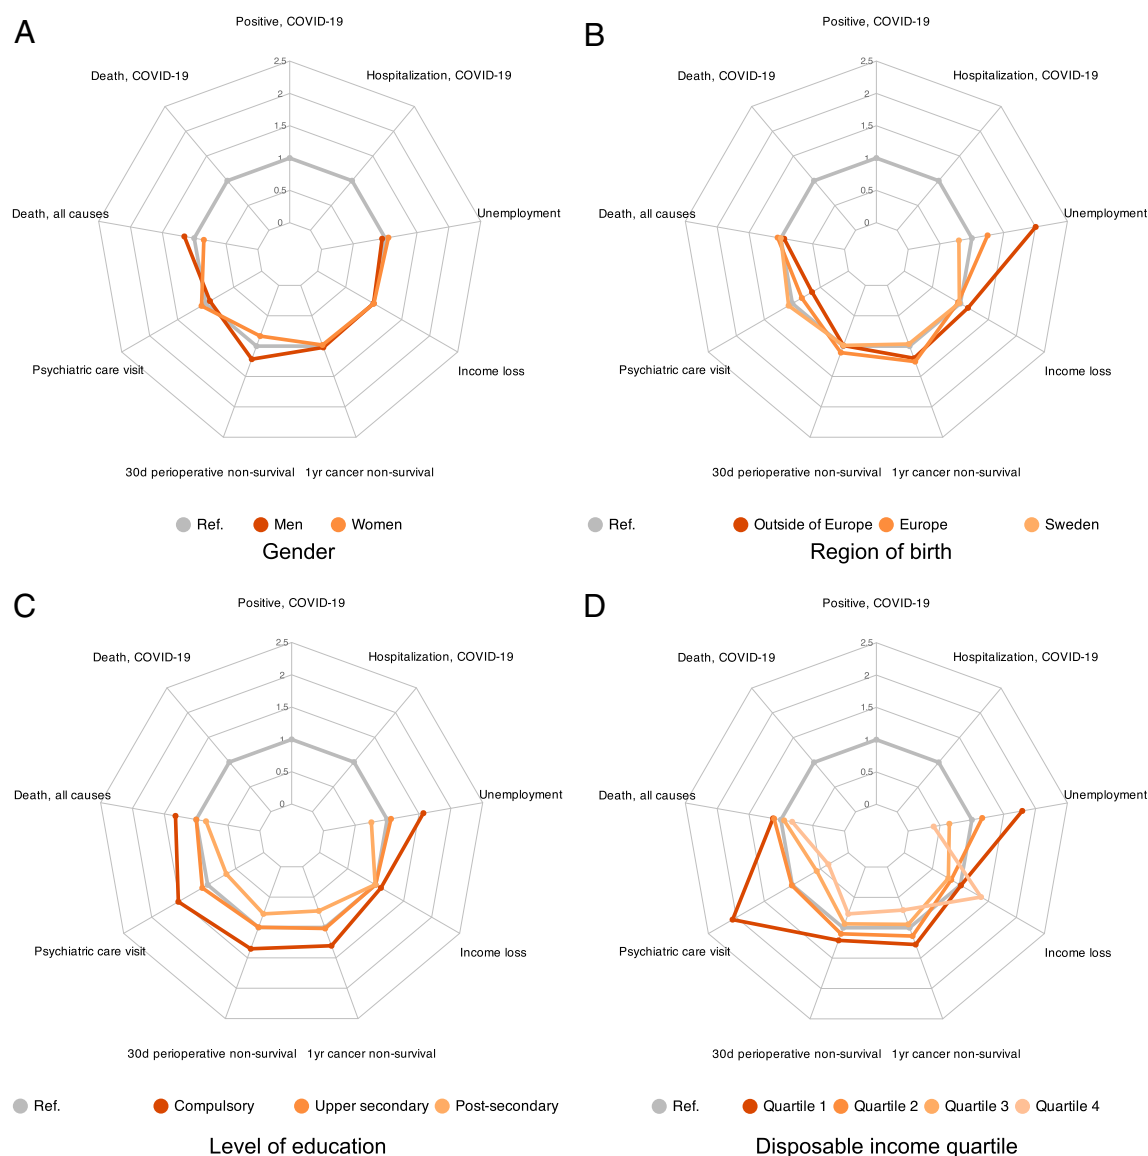 A
Positive, COVID-19
Death, COVID-19
Hospitalization, COVID-19
2.5
2
1.5
1
0.5
0
Death, all causes
Unemployment
Psychiatric care visit
Income loss
30d perioperative non-survival
1yr cancer non-survival
Ref.
Men
Women
Gender
B
Positive, COVID-19
Death, COVID-19
Hospitalization, COVID-19
2.5
2
1.5
1
0.5
0
Death, all causes
Unemployment
Psychiatric care visit
Income loss
30d perioperative non-survival
1yr cancer non-survival
Ref.
Outside of Europe
Europe
Sweden
Region of birth
C
Positive, COVID-19
Death, COVID-19
Hospitalization, COVID-19
2.5
2
1.5
1
0.5
0
Death, all causes
Unemployment
Psychiatric care visit
Income loss
30d perioperative non-survival
1yr cancer non-survival
Ref.
Compulsory
Upper secondary
Post-secondary
Level of education
D
Positive, COVID-19
Death, COVID-19
Hospitalization, COVID-19
2.5
2
1.5
1
0.5
0
Death, all causes
Unemployment
Psychiatric care visit
Income loss
30d perioperative non-survival
1yr cancer non-survival
Ref.
Quartile 1
Quartile 2
Quartile 3
Quartile 4
Disposable income quartile